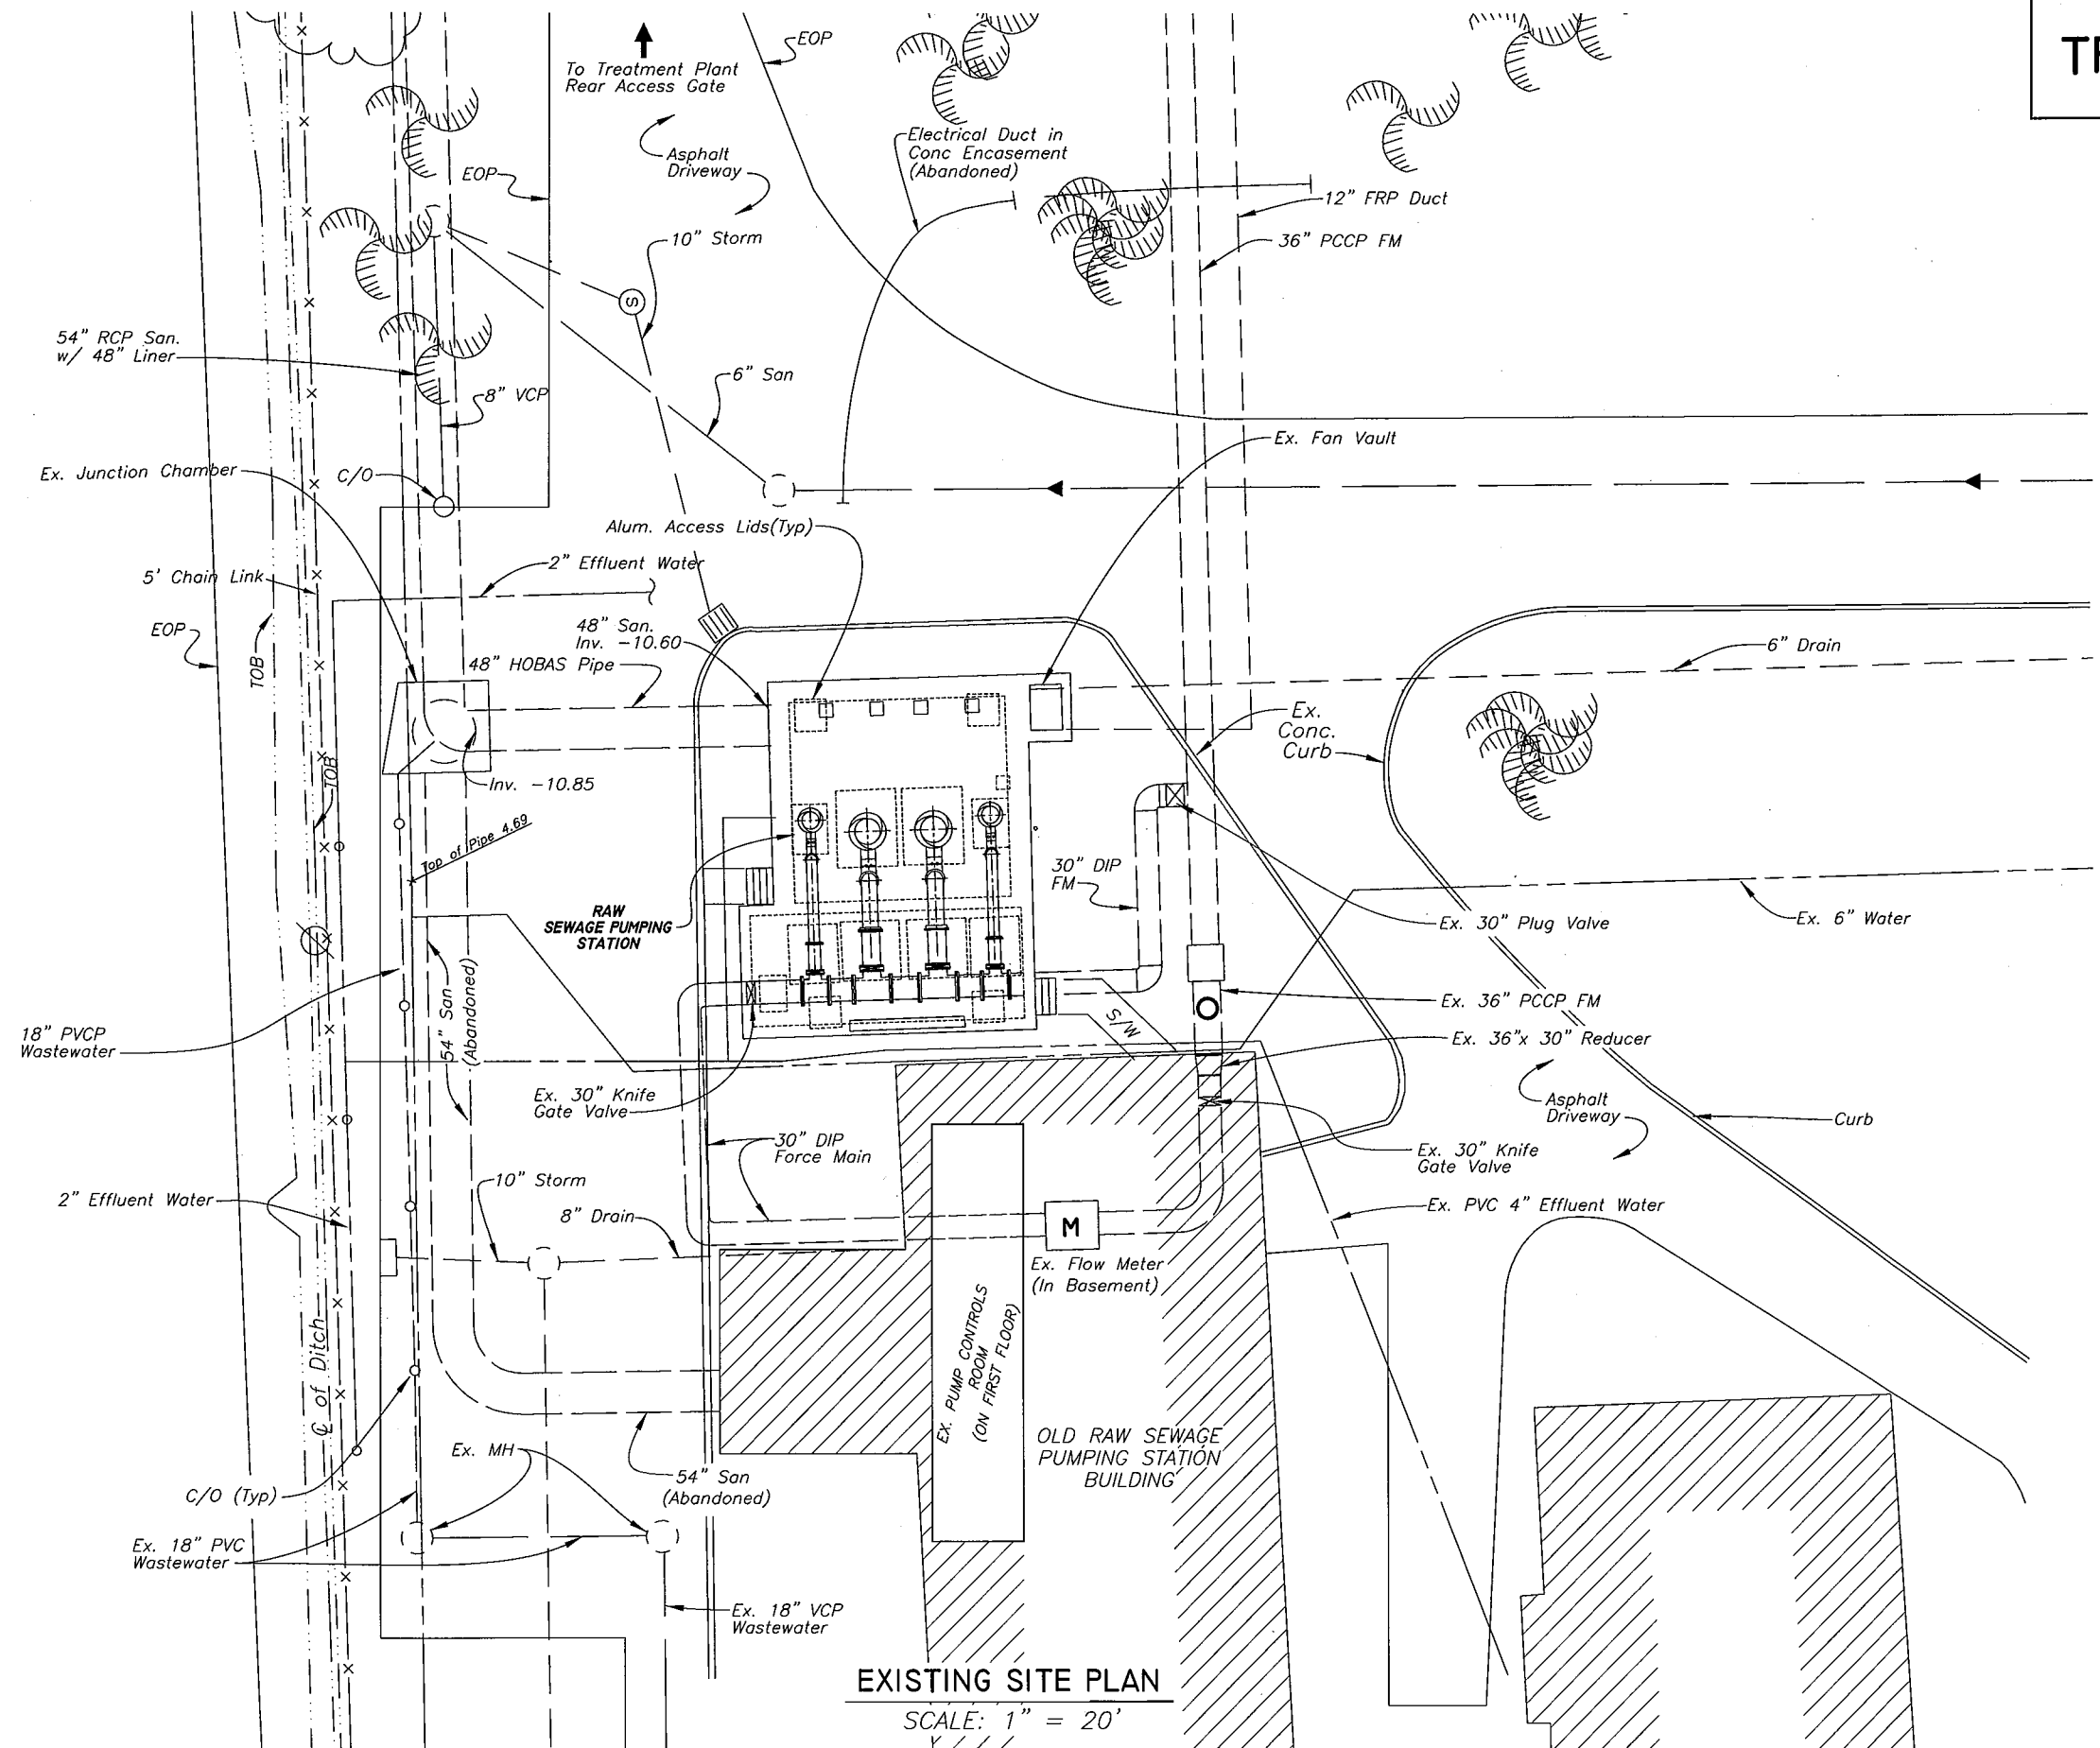 TR
EOP
To Treatment Plant
Rear Access Gate
Asphalt
Driveway
Electrical Duct in
Conc Encasement
(Abandoned)
EOP
12" FRP Duct
36" PCCP FM
10" Storm
S
54" RCP San.
w/ 48" Liner
6" San
8" VCP
Ex. Fan Vault
Ex. Junction Chamber
C/O
Alum. Access Lids(Typ)
2" Effluent Water
5' Chain Link
EOP
TOB
48" San.
Inv. -10.60
48" HOBAS Pipe
6" Drain
Ex.
Conc.
Curb
TOB
Inv. -10.85
Top of Pipe 4.69
30" DIP
FM
RAW
SEWAGE PUMPING
STATION
Ex. 30" Plug Valve
Ex. 6" Water
54" San
(Abandoned)
S/W
Ex. 36" PCCP FM
18" PVCP
Wastewater
Ex. 36"x 30" Reducer
Ex. 30" Knife
Gate Valve
Asphalt
Driveway
Curb
30" DIP
Force Main
Ex. 30" Knife
Gate Valve
10" Storm
2" Effluent Water
8" Drain
Ex. PVC 4" Effluent Water
M
Ex. Flow Meter
(In Basement)
℄ of Ditch
EX. PUMP CONTROLS
ROOM
(ON FIRST FLOOR)
OLD RAW SEWAGE
PUMPING STATION
BUILDING
Ex. MH
54" San
(Abandoned)
C/O (Typ)
Ex. 18" PVC
Wastewater
Ex. 18" VCP
Wastewater
EXISTING SITE PLAN
SCALE: 1" = 20'